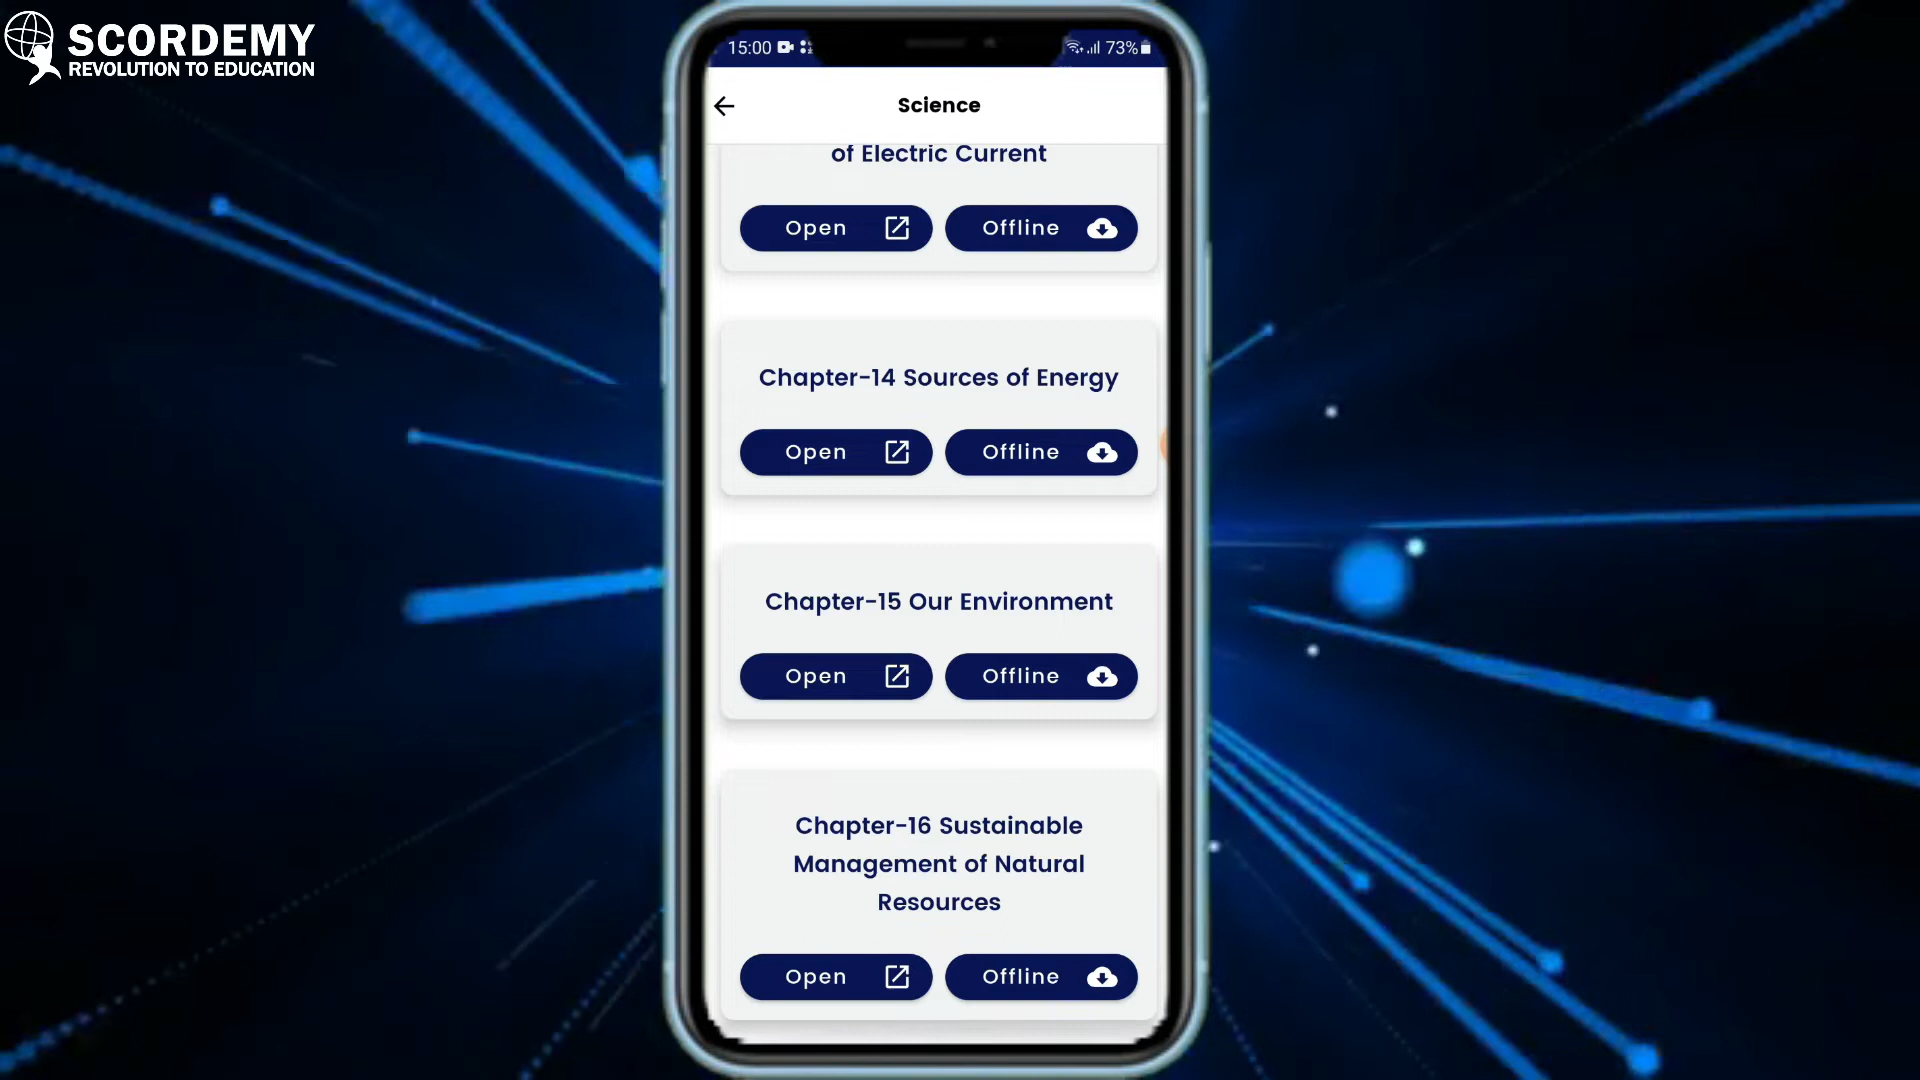 SCORDEMY
REVOLUTION TO EDUCATION
15:00
73%
Science
of Electric Current
Open
Offline
Chapter-14 Sources of Energy
Open
Offline
Chapter-15 Our Environment
Open
Offline
Chapter-16 Sustainable
Management of Natural
Resources
Open
Offline